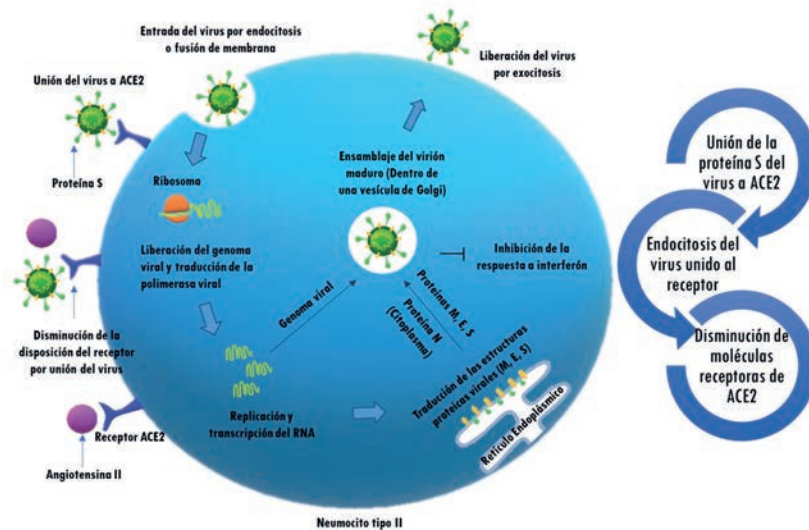 Entrada del virus por endocitosis
o fusión de membrana
Liberación del virus
por exocitosis
Unión del virus a ACE2
Proteína S
Ribosoma
Ensamblaje del virión
maduro (Dentro de
una vesícula de Golgi)
Liberación del genoma
viral y traducción de la
polimerasa viral
Inhibición de la
respuesta a interferón
Disminución de la
disposición del receptor
por unión del virus
Genoma viral
Proteínas M, E, S
Proteína N
(Citoplasma)
Replicación y
transcripción del RNA
Traducción de las estructuras
proteicas virales (M, E, S)
Retículo Endoplásmico
Receptor ACE2
Angiotensina II
Neumocito tipo II
Unión de la
proteína S del
virus a ACE2
Endocitosis del
virus unido al
receptor
Disminución de
moléculas
receptoras de
ACE2